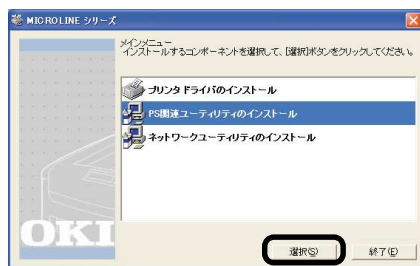 MICROLINE シリーズ
メインメニュー
インストールするコンポーネントを選択して、[選択]ボタンをクリックしてください。
プリンタドライバのインストール
PS関連ユーティリティのインストール
ネットワークユーティリティのインストール
OKI
選択(S)
終了(E)